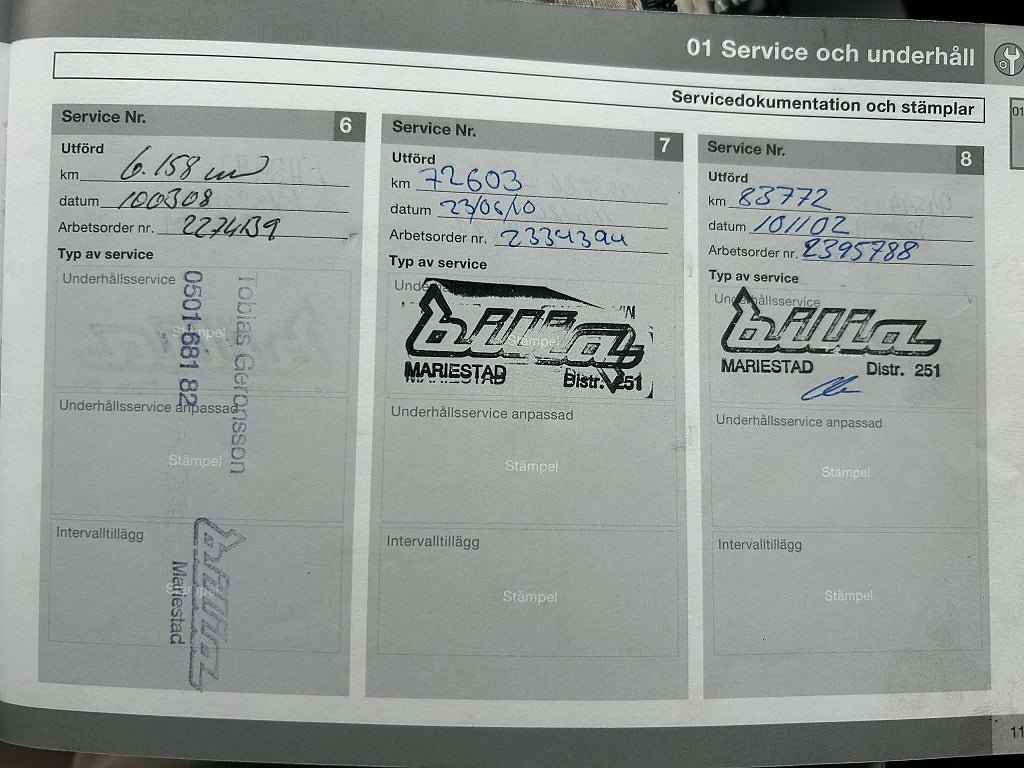 01 Service och underhåll
01
Servicedokumentation och stämplar
Service Nr. 6
Utförd
km 6.158 mil
datum 100308
Arbetsorder nr. 2274139
Typ av service
Underhållsservice
Stämpel
Tobias Geronsson
0501-681 82
Underhållsservice anpassad
Stämpel
Intervalltillägg
Stämpel
bilia
Mariestad
Service Nr. 7
Utförd
km 72603
datum 23/06/10
Arbetsorder nr. 2334394
Typ av service
Stämpel
bilia
MARIESTAD Distr. 251
Underhållsservice anpassad
Stämpel
Intervalltillägg
Stämpel
Service Nr. 8
Utförd
km 83772
datum 101102
Arbetsorder nr. 2395788
Typ av service
Underhållsservice
bilia
MARIESTAD Distr. 251
Underhållsservice anpassad
Stämpel
Intervalltillägg
Stämpel
11